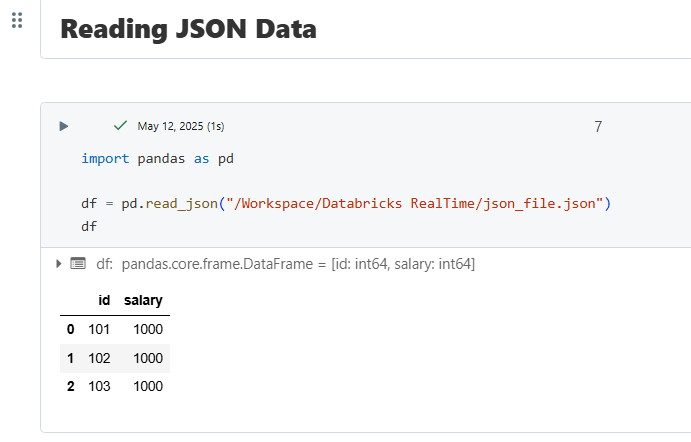 Reading JSON Data
May 12, 2025 (1s)
7
import pandas as pd
df = pd.read_json("/Workspace/Databricks RealTime/json_file.json")
df
df: pandas.core.frame.DataFrame = [id: int64, salary: int64]
id salary
0 101 1000
1 102 1000
2 103 1000